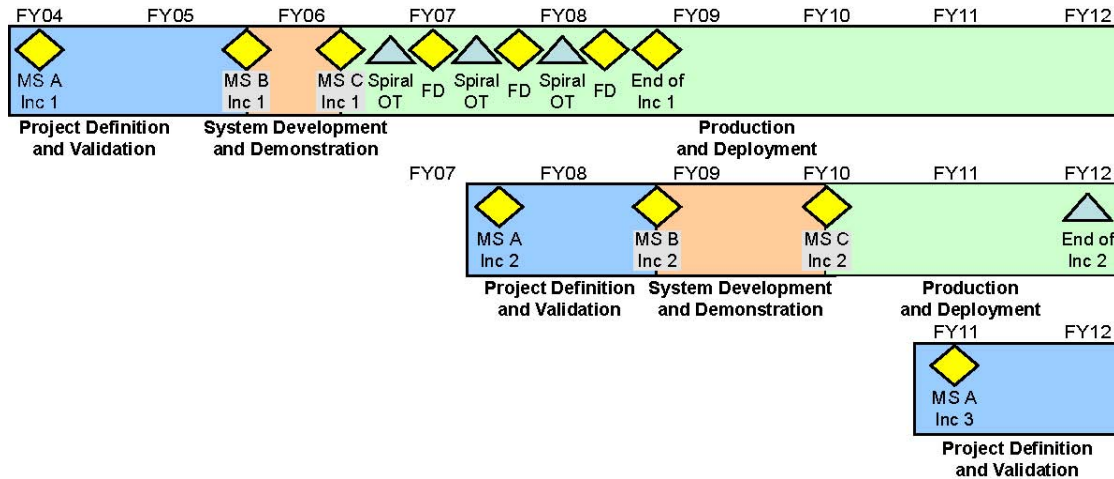 FY04 FY05 FY06 FY07 FY08 FY09 FY10 FY11 FY12
MS A MS B MS C Spiral FD Spiral FD Spiral FD End of
Inc 1 Inc 1 Inc 1 OT OT OT Inc 1
Project Definition System Development Production
and Validation and Demonstration and Deployment
FY07 FY08 FY09 FY10 FY11 FY12
MS A MS B MS C End of
Inc 2 Inc 2 Inc 2 Inc 2
Project Definition System Development Production
and Validation and Demonstration and Deployment
FY11 FY12
MS A
Inc 3
Project Definition
and Validation